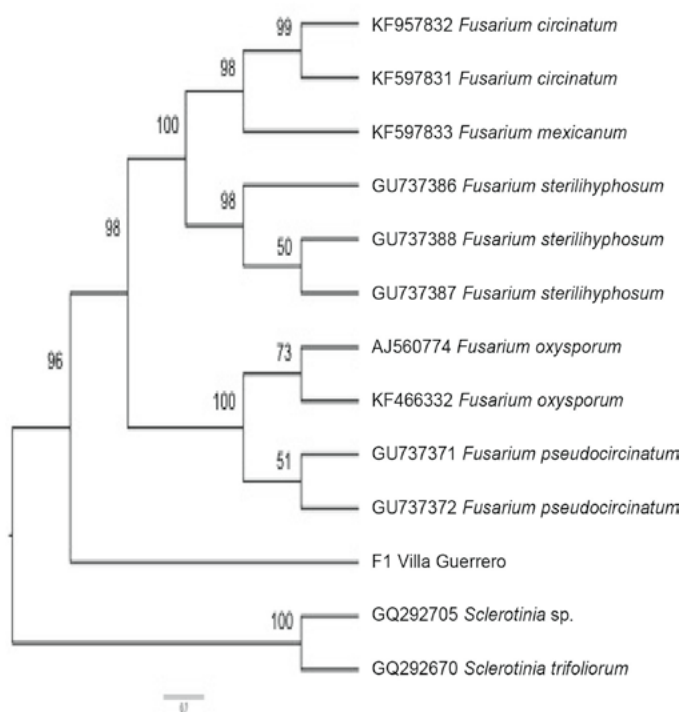 99
KF957832 Fusarium circinatum
98
KF597831 Fusarium circinatum
100
KF597833 Fusarium mexicanum
98
GU737386 Fusarium sterilihyphosum
98
50
GU737388 Fusarium sterilihyphosum
GU737387 Fusarium sterilihyphosum
96
73
AJ560774 Fusarium oxysporum
100
KF466332 Fusarium oxysporum
51
GU737371 Fusarium pseudocircinatum
GU737372 Fusarium pseudocircinatum
F1 Villa Guerrero
100
GQ292705 Sclerotinia sp.
GQ292670 Sclerotinia trifoliorum